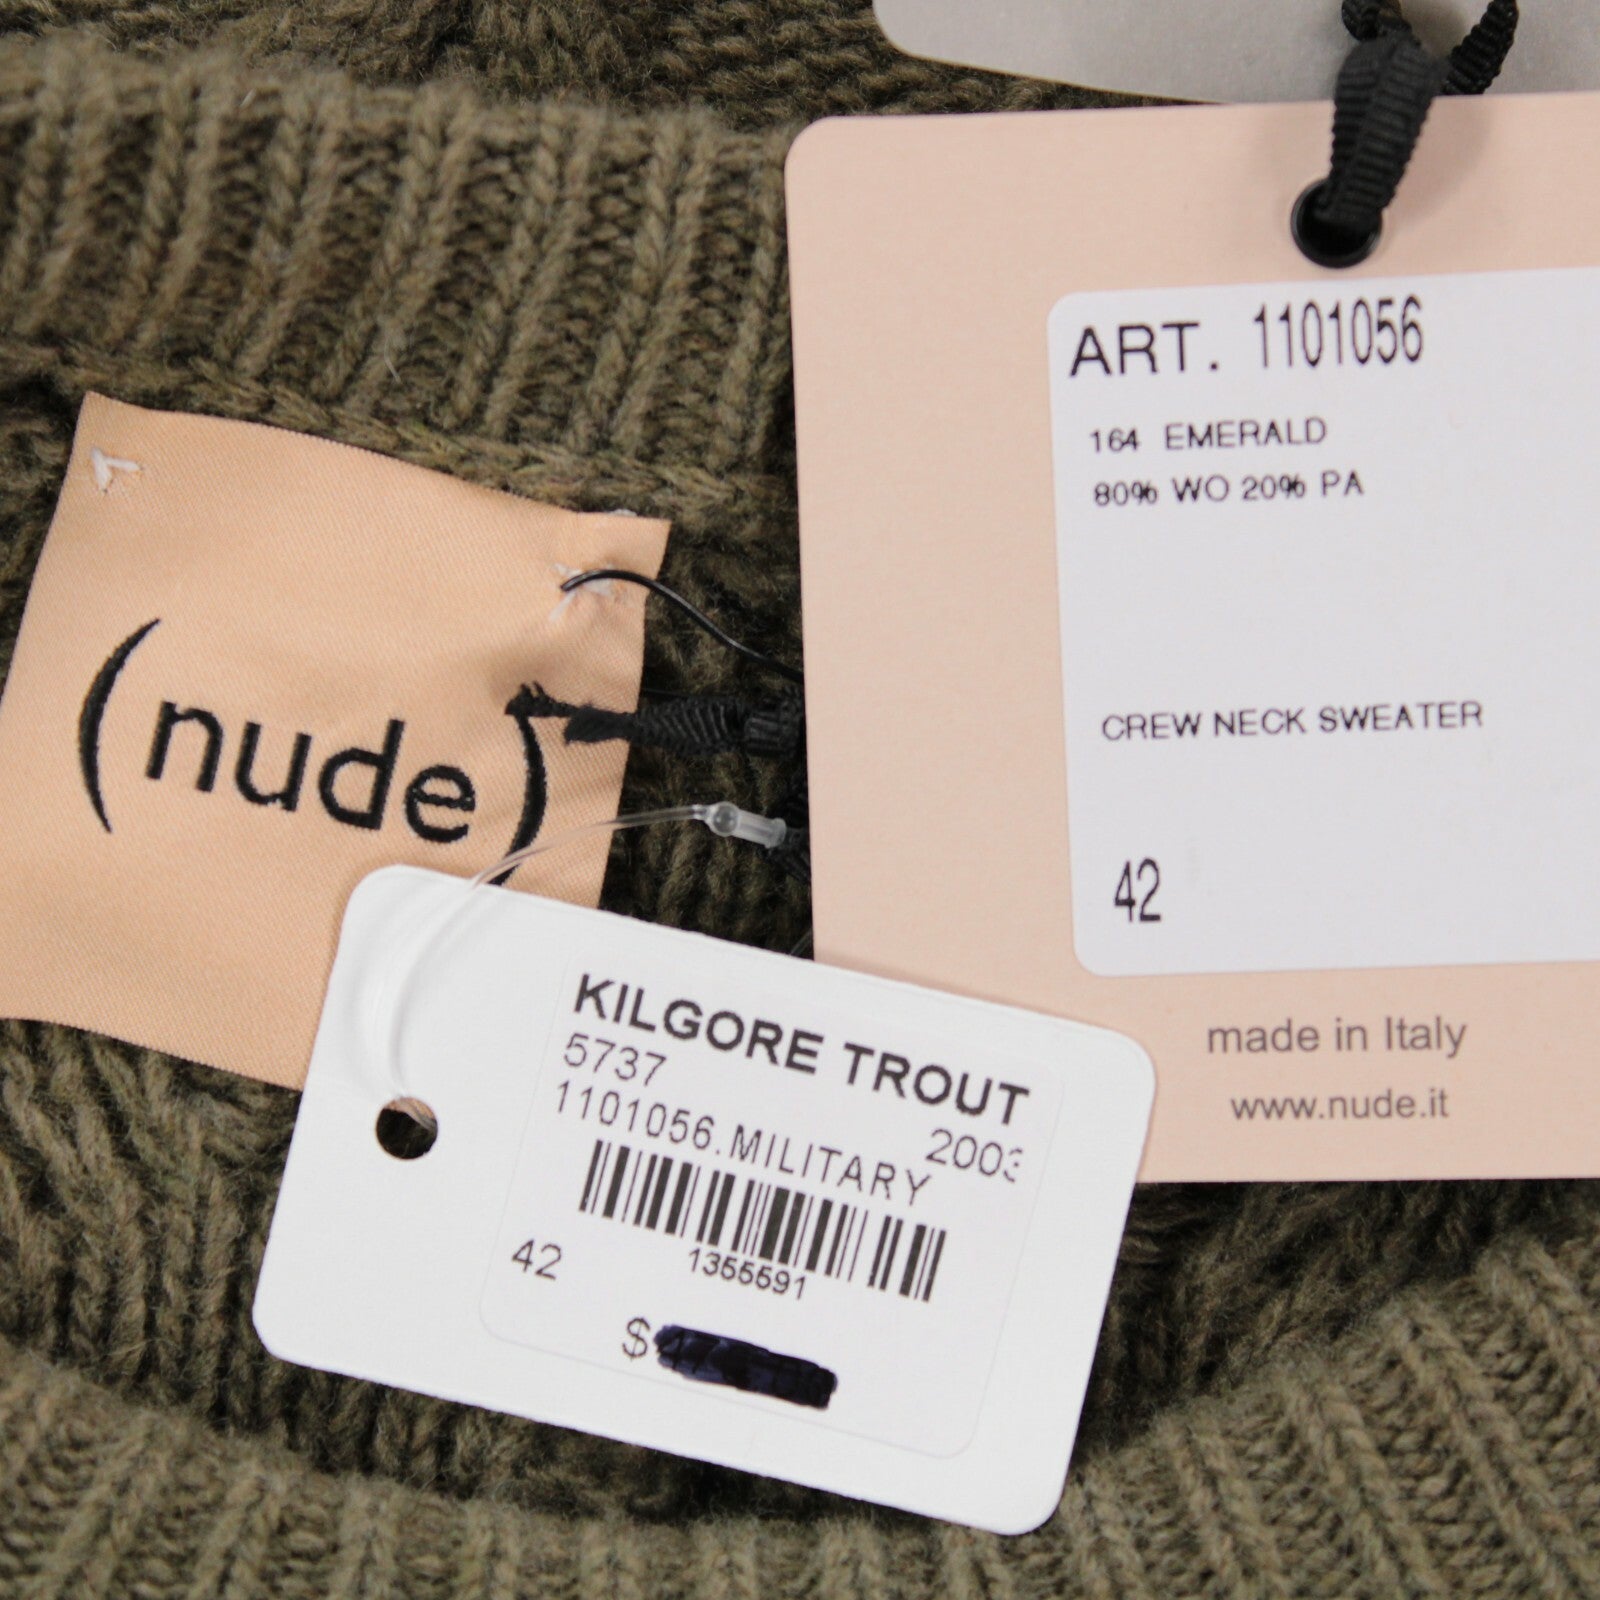 (nude)
ART. 1101056
164 EMERALD
80% WO 20% PA
CREW NECK SWEATER
42
made in Italy
www.nude.it
KILGORE TROUT
5737
2003
1101056.MILITARY
1355591
42
$